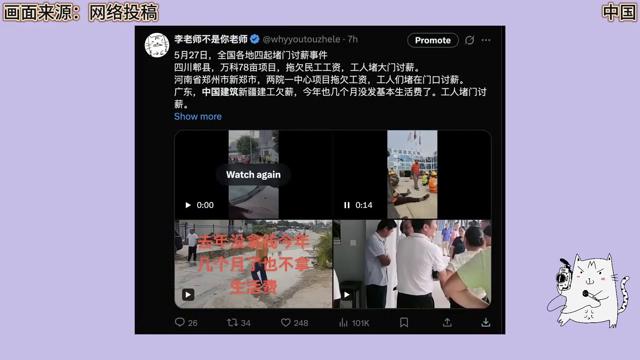 画面来源：网络投稿
中国
李老师不是你老师 @whyyoutouzhele · 7h
Promote
5月27日，全国各地四起堵门讨薪事件
四川郫县，万科78亩项目，拖欠民工工资，工人堵大门讨薪。
河南省郑州市新郑市，两院一中心项目拖欠工资，工人们堵在门口讨薪。
广东，中国建筑新疆建工欠薪，今年也几个月没发基本生活费了。工人堵门讨
薪。
Show more
Watch again
0:00
0:14
去年没拿钱今年
几个月了也不拿
生活费
26
34
248
101K